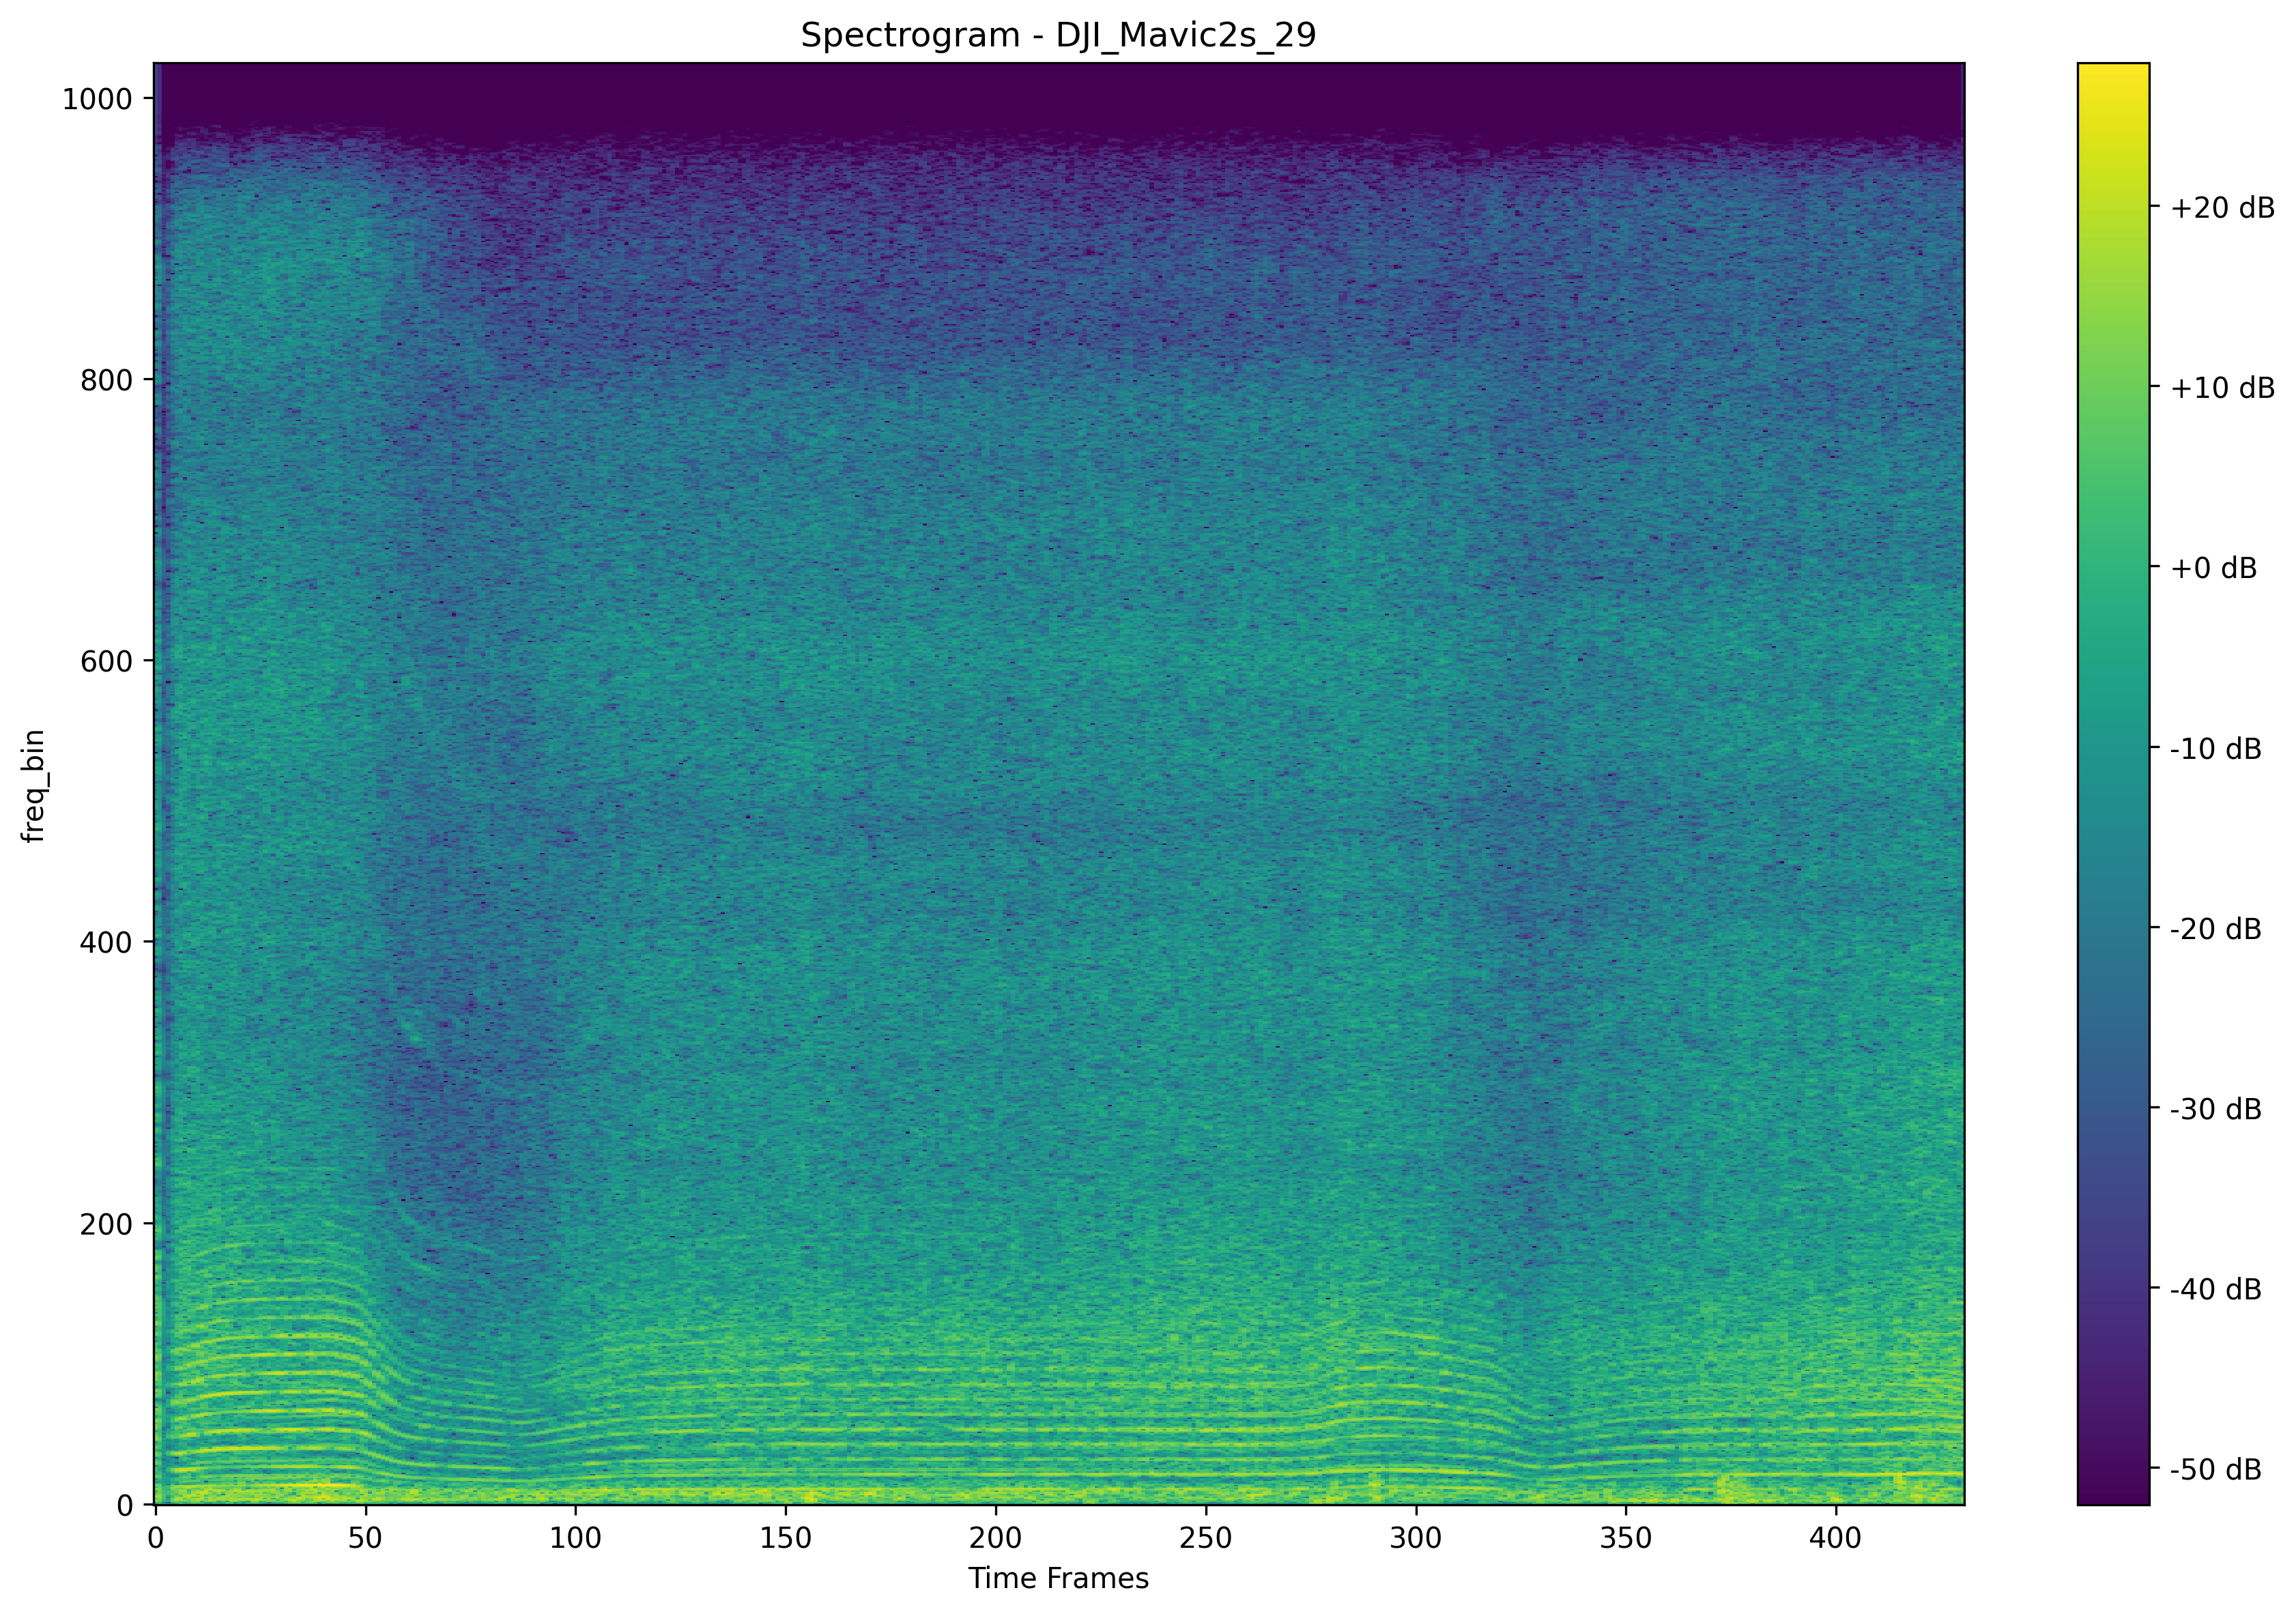 Spectrogram - DJI_Mavic2s_29
1000
800
600
400
200
0
freq_bin
0 50 100 150 200 250 300 350 400
Time Frames
+20 dB
+10 dB
+0 dB
-10 dB
-20 dB
-30 dB
-40 dB
-50 dB